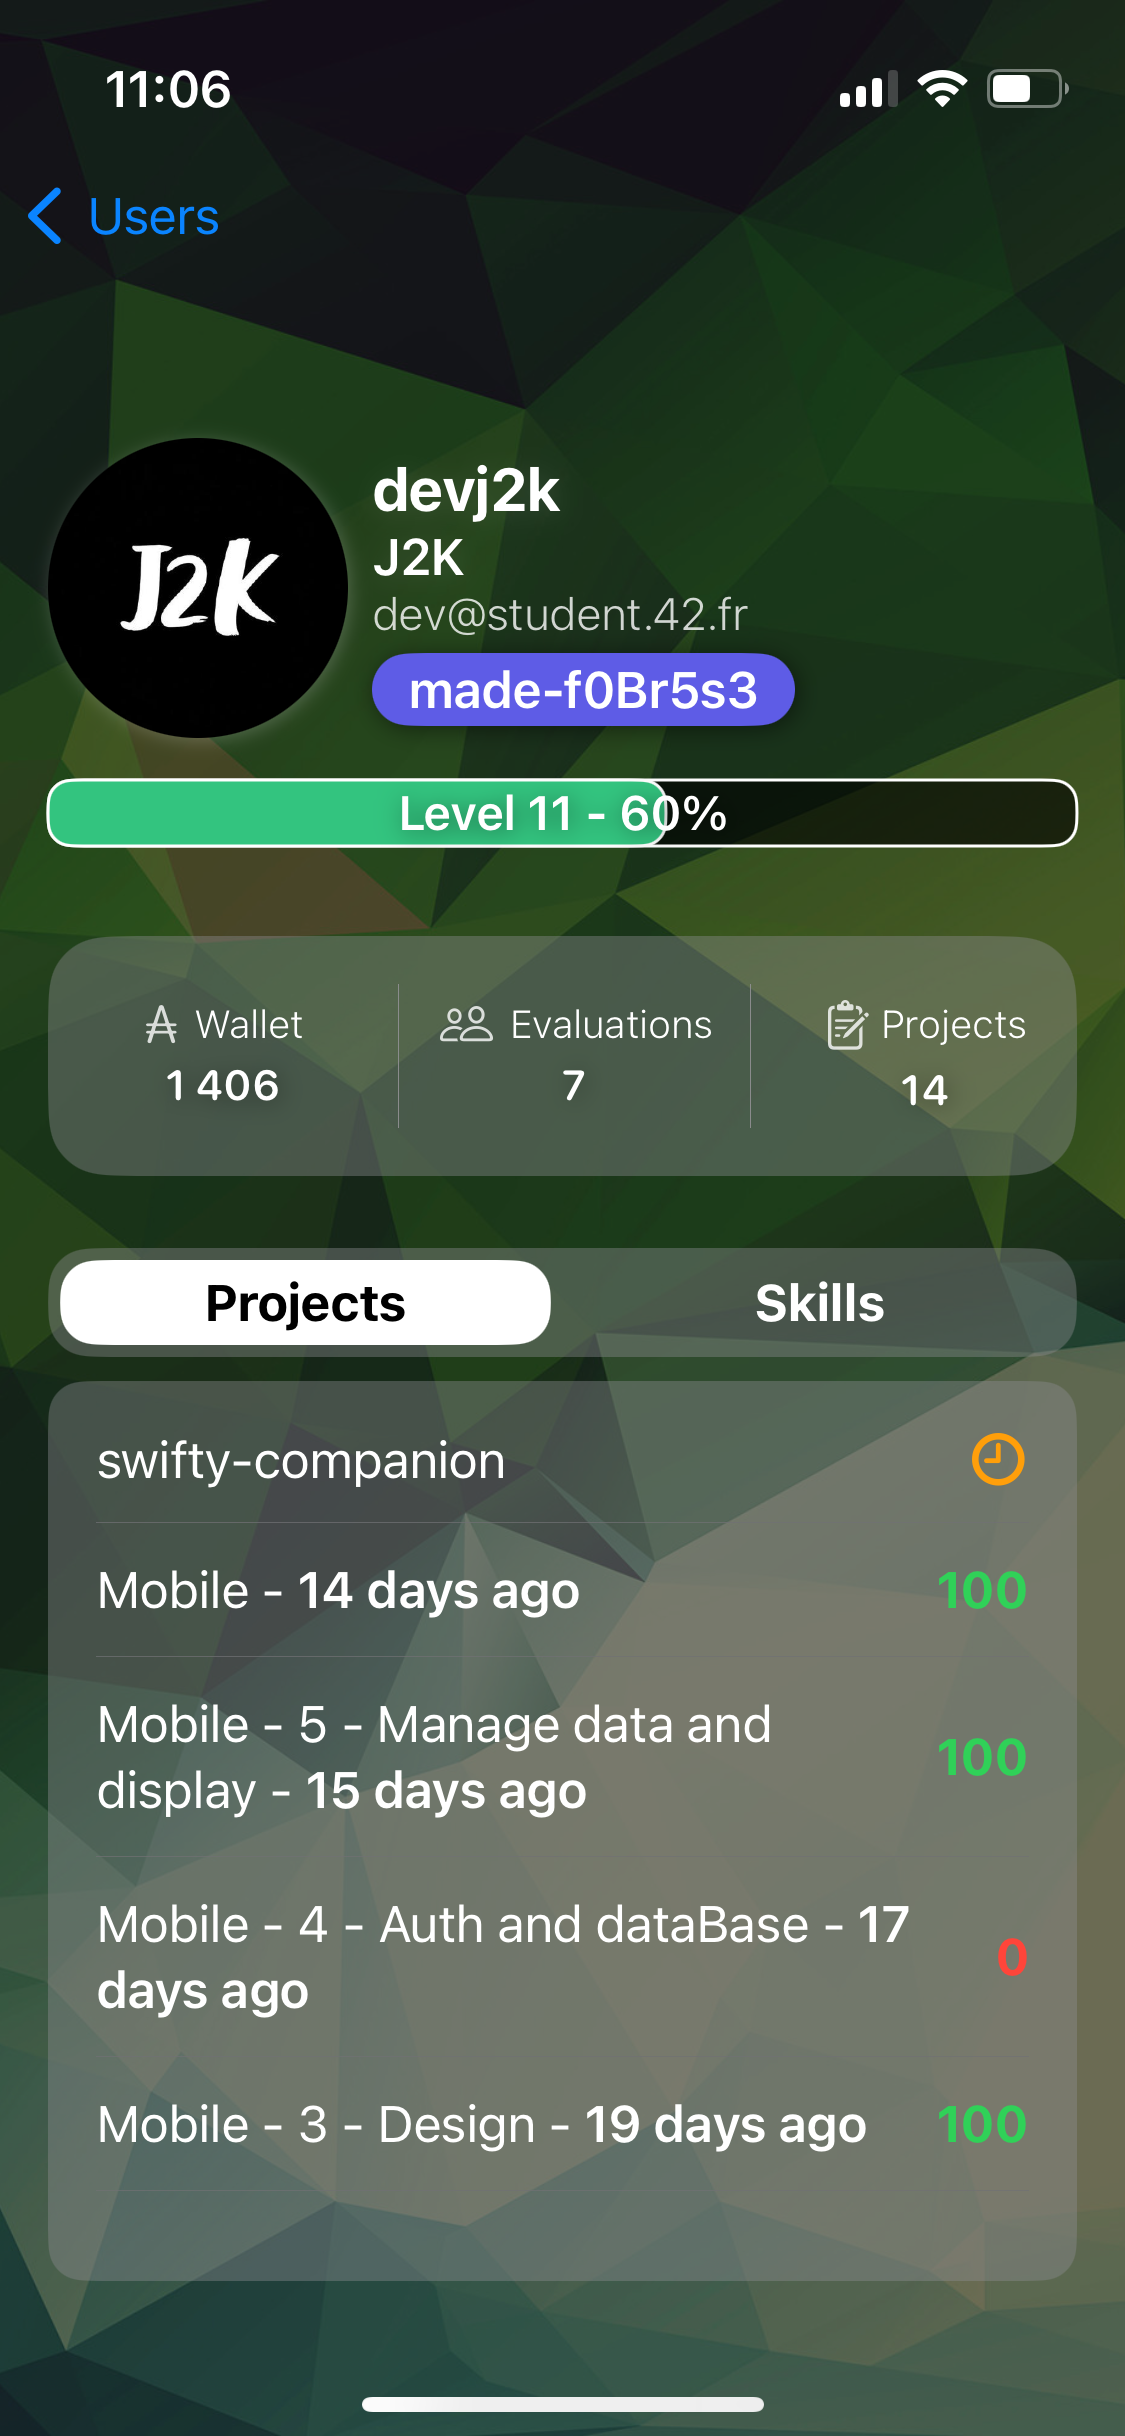 11:06
Users
J2K
devj2k
J2K
dev@student.42.fr
made-f0Br5s3
Level 11 - 60%
Wallet
1 406
Evaluations
7
Projects
14
Projects
Skills
swifty-companion
Mobile - 14 days ago 100
Mobile - 5 - Manage data and
display - 15 days ago
100
Mobile - 4 - Auth and dataBase - 17
days ago
0
Mobile - 3 - Design - 19 days ago 100